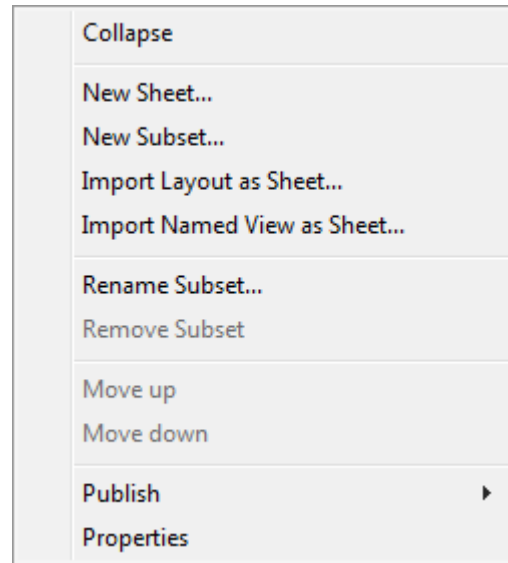 Collapse
New Sheet...
New Subset...
Import Layout as Sheet...
Import Named View as Sheet...
Rename Subset...
Remove Subset
Move up
Move down
Publish
Properties